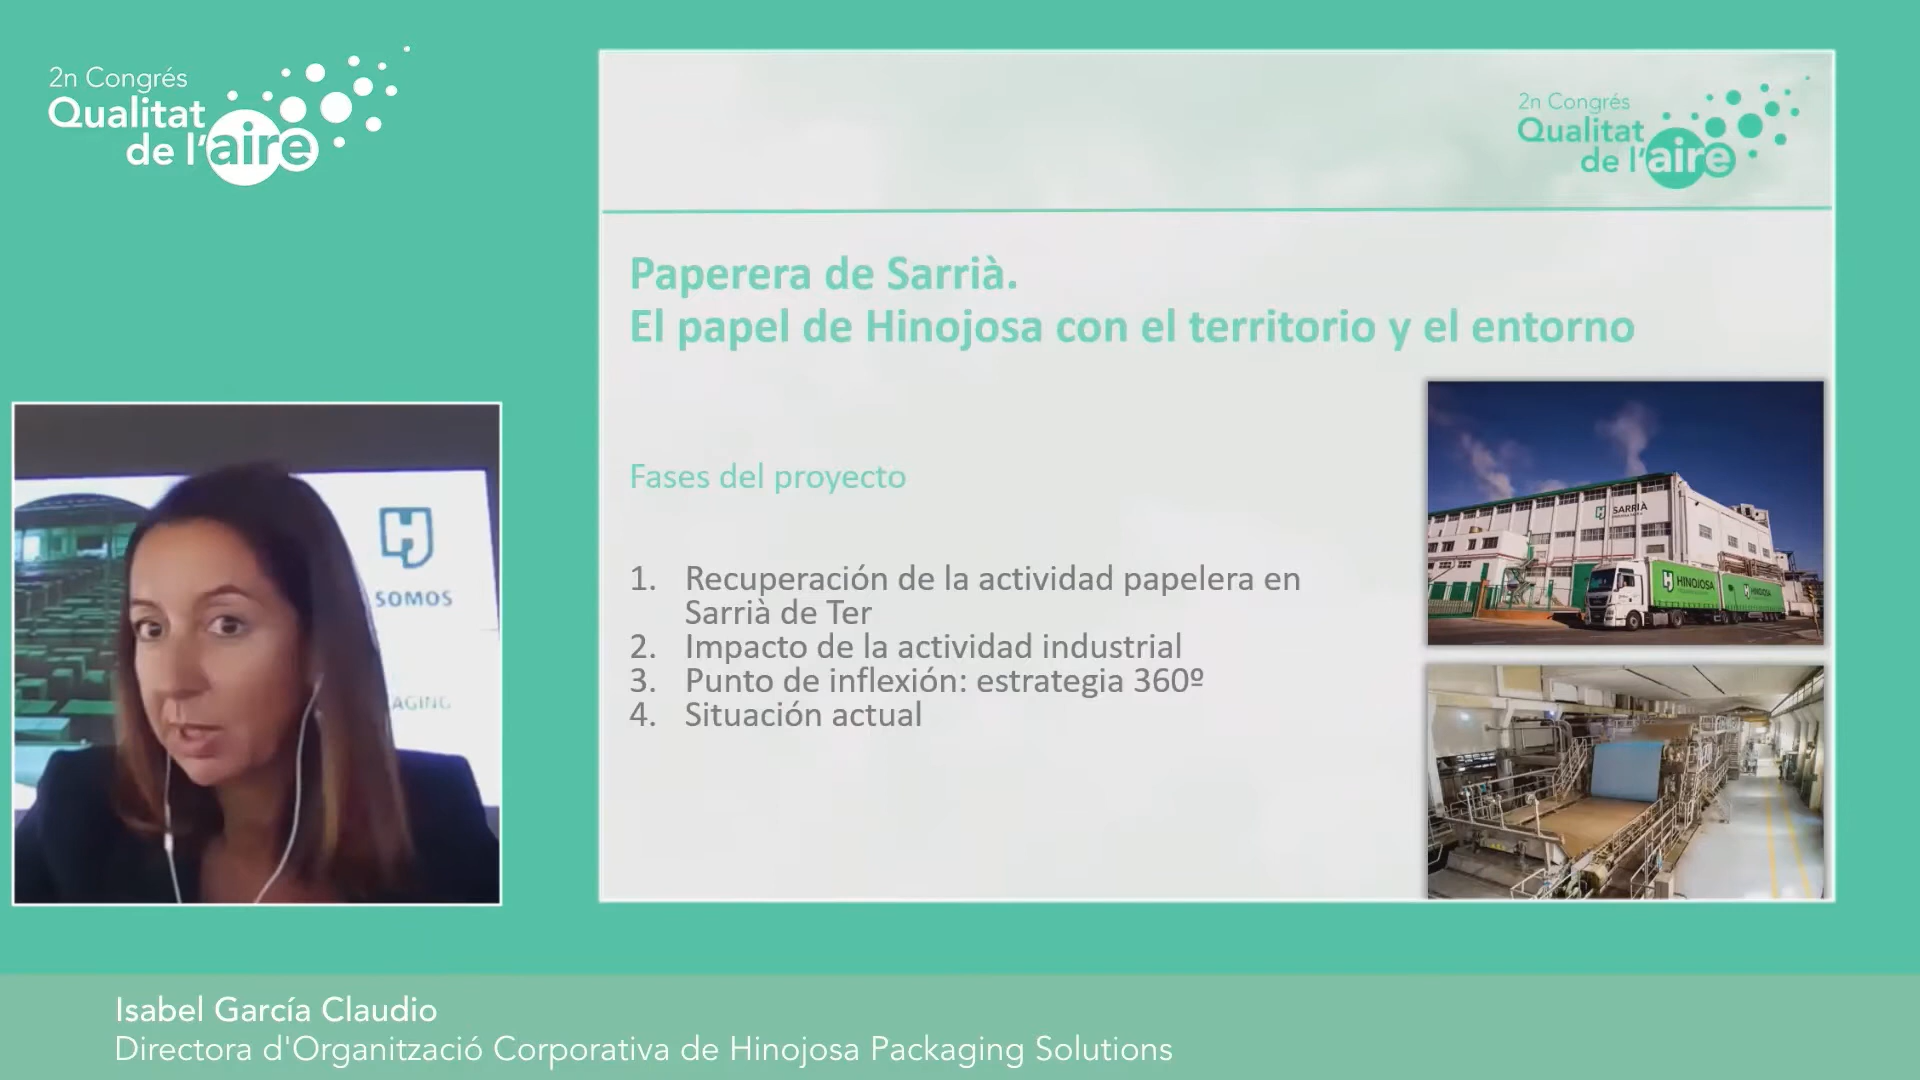 2n Congrés
Qualitat
de l'aire
2n Congrés
Qualitat
de l'aire
Paperera de Sarrià.
El papel de Hinojosa con el territorio y el entorno
Fases del proyecto
1. Recuperación de la actividad papelera en
Sarrià de Ter
2. Impacto de la actividad industrial
3. Punto de inflexión: estrategia 360º
4. Situación actual
SARRIÀ
HINOJOSA
HINOJOSA
SOMOS
AGING
Isabel García Claudio
Directora d'Organització Corporativa de Hinojosa Packaging Solutions